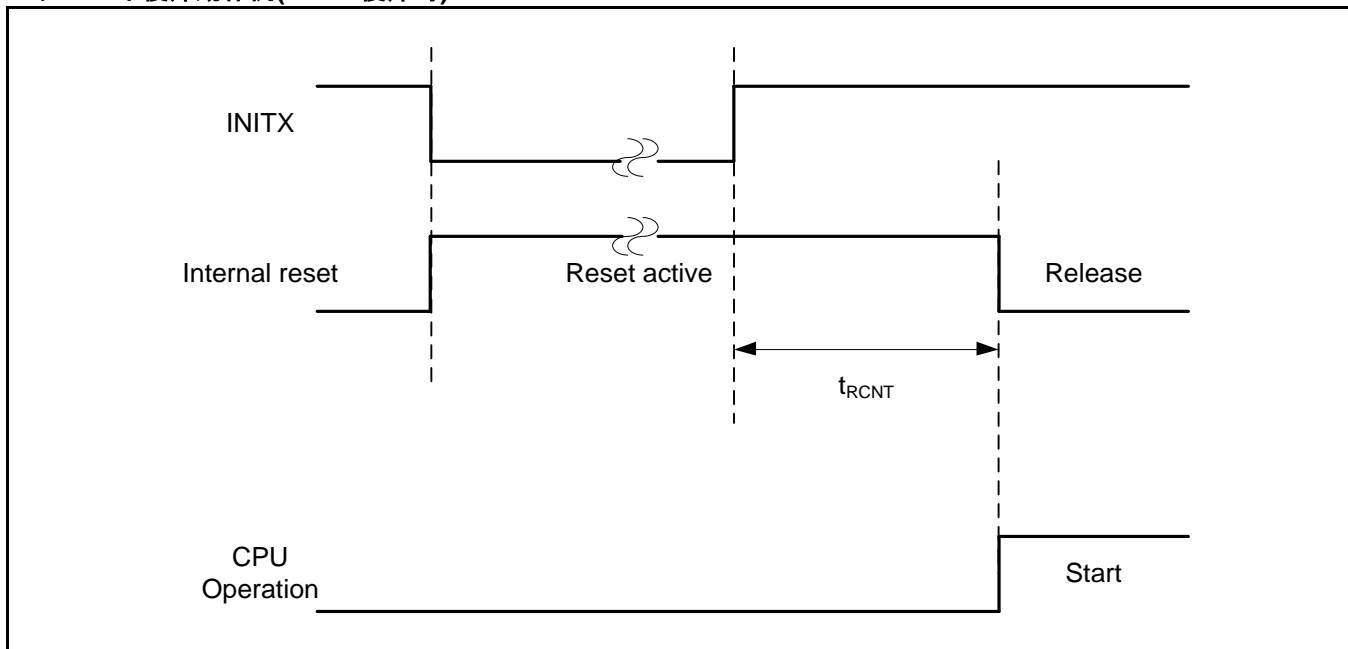 INITX
Internal reset
Reset active
Release
tRCNT
CPU
Operation
Start